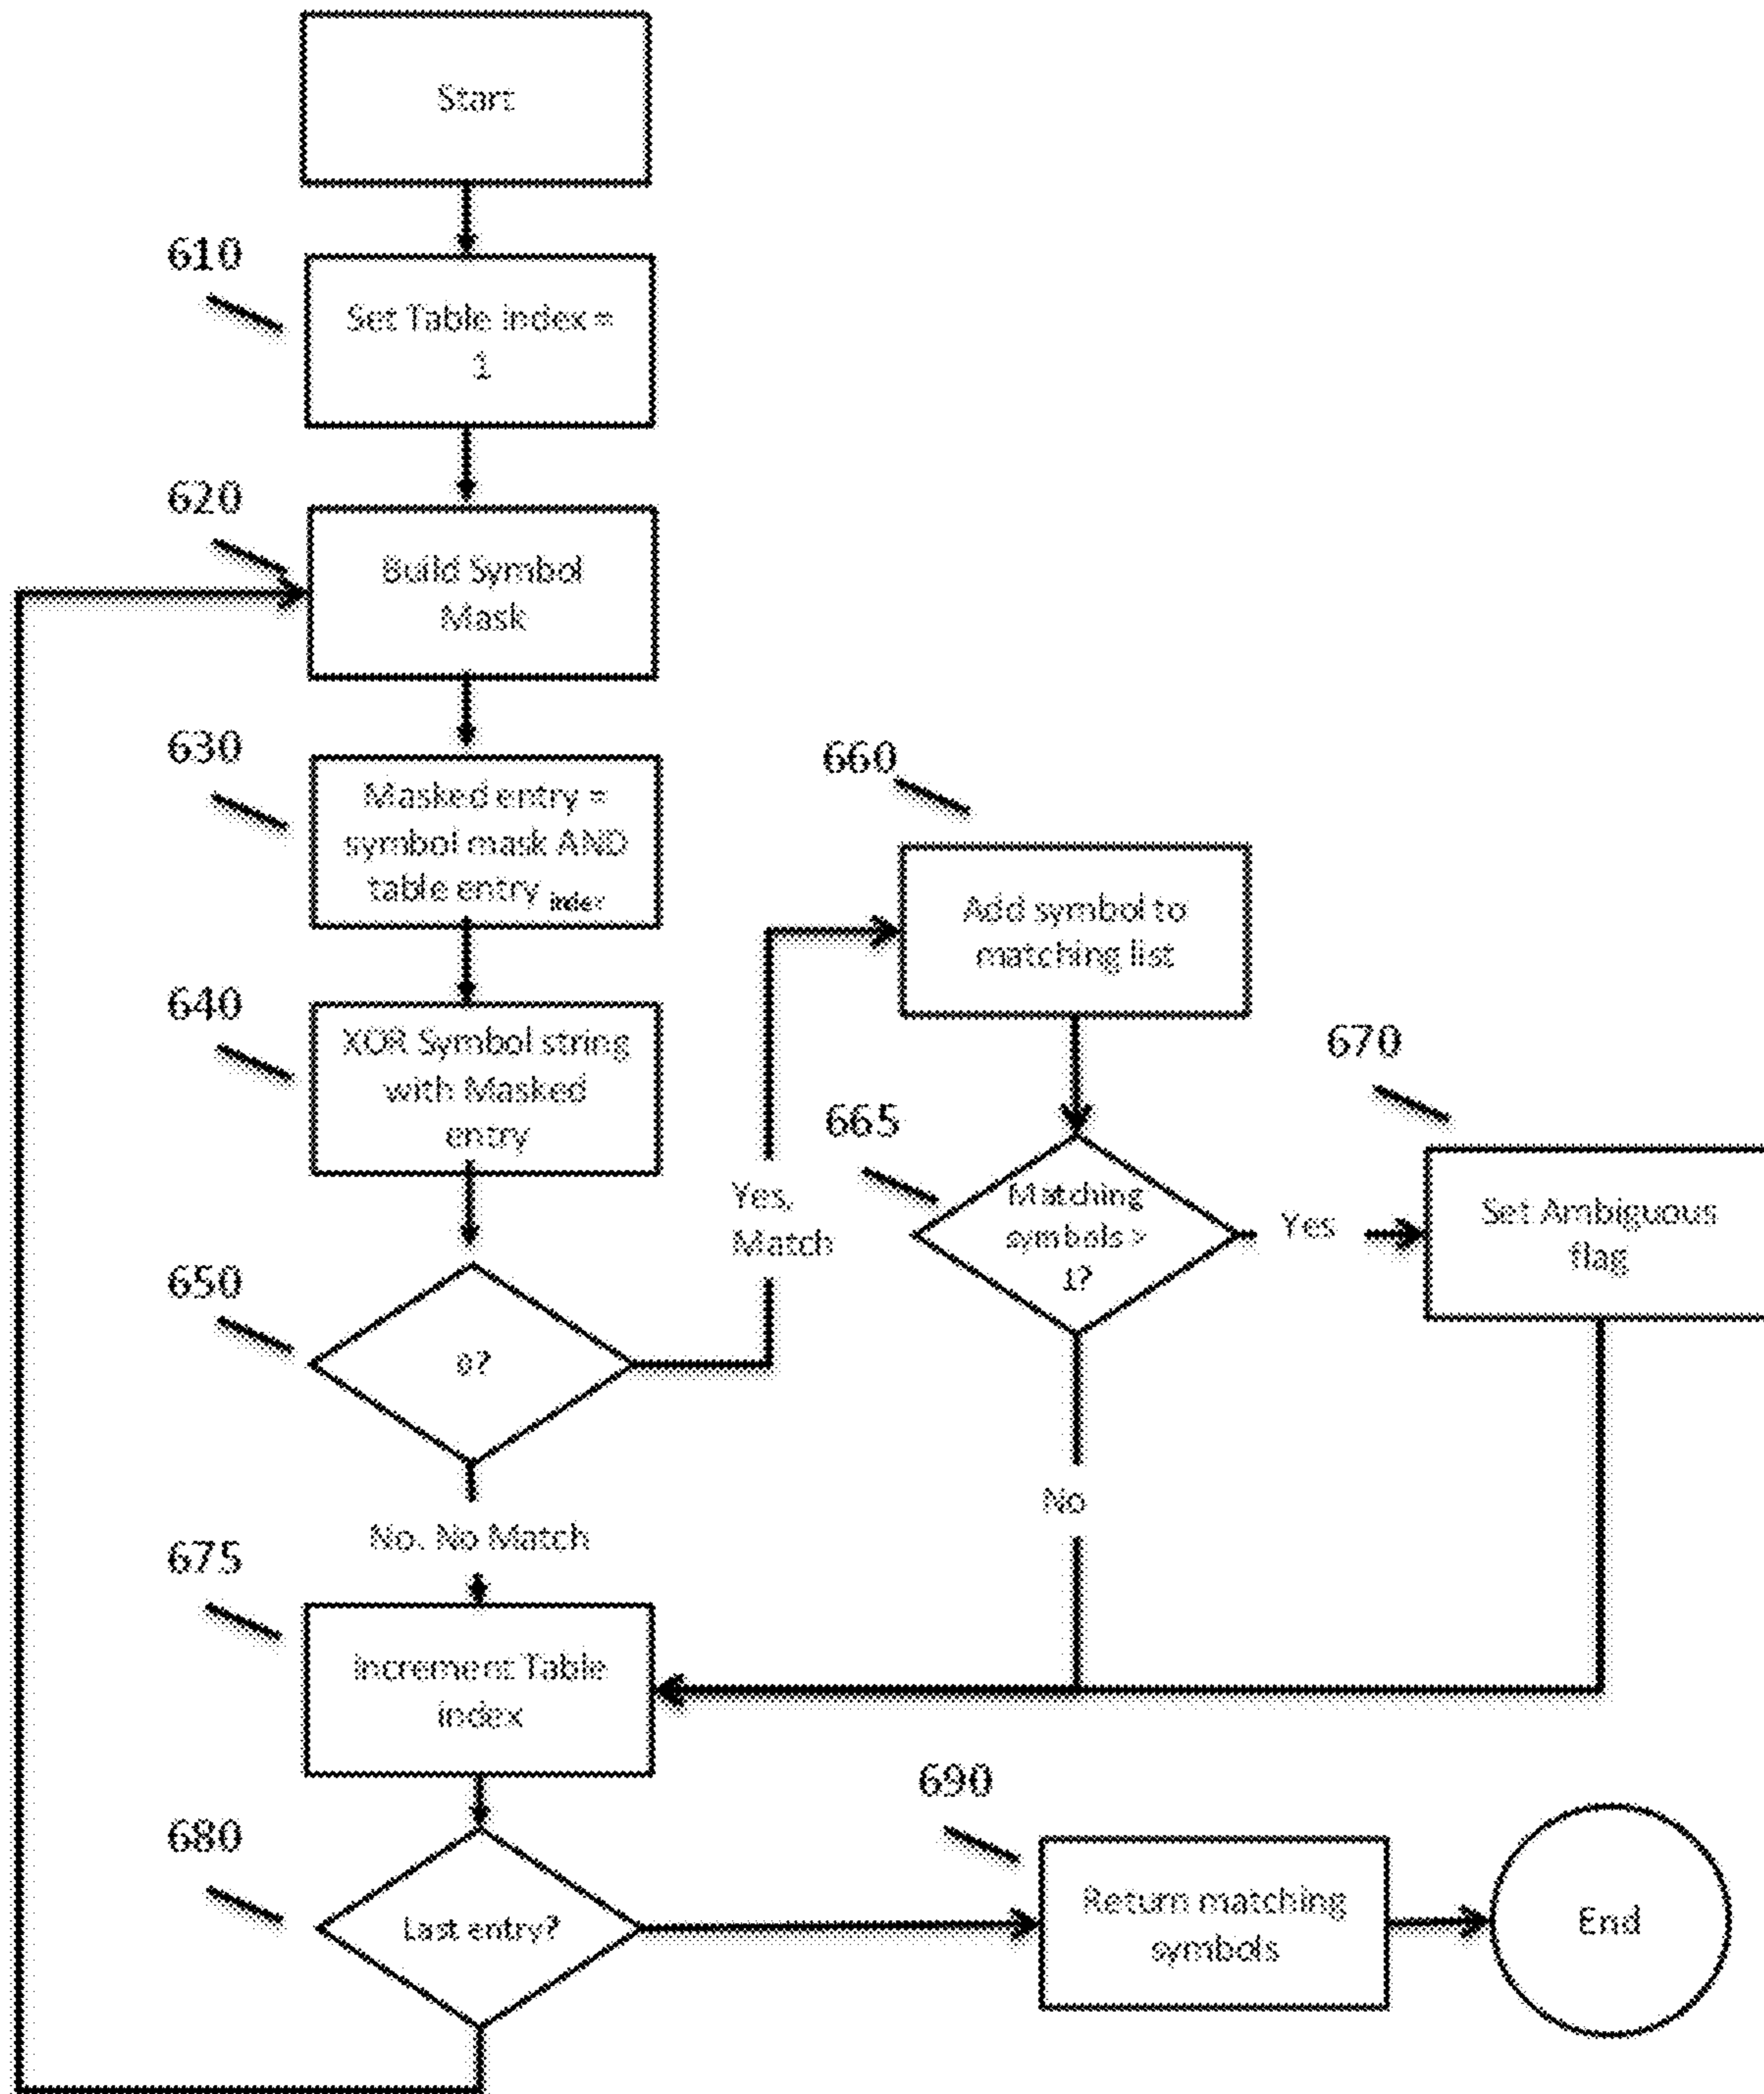 Start
610
Set Table index =
1
620
Build Symbol
Mask
630
Masked entry =
symbol mask AND
table entry index
640
XOR Symbol string
with Masked
entry
650
0?
Yes,
Match
660
Add symbol to
matching list
665
Matching
symbols >
1?
Yes
670
Set Ambiguous
flag
No
No. No Match
675
Increment Table
index
680
Last entry?
690
Return matching
symbols
End